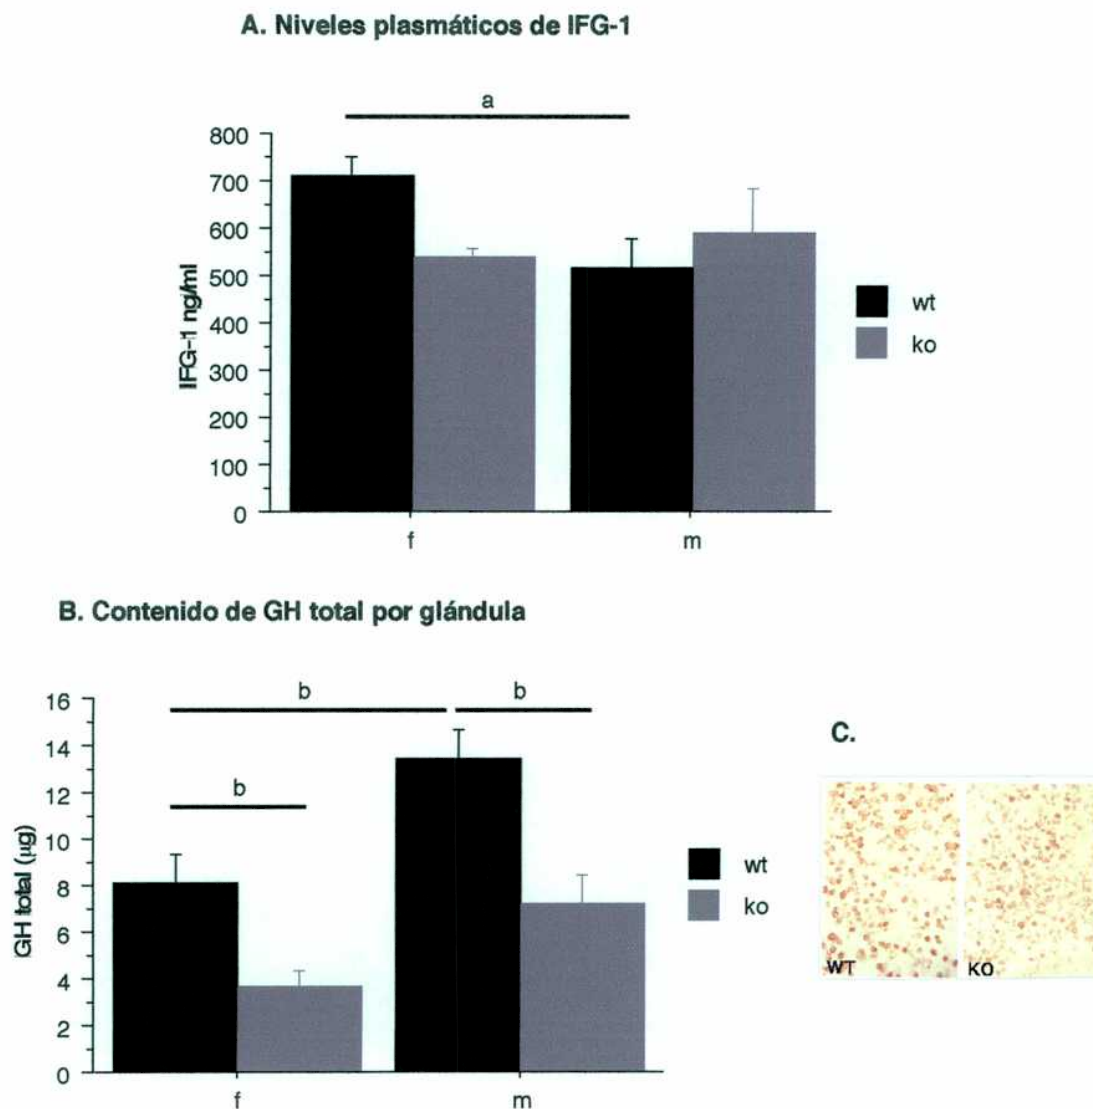 A. Niveles plasmáticos de IFG-1
a
800
700
600
500
400
300
200
100
0
IFG-1 ng/ml
f
m
wt
ko
B. Contenido de GH total por glándula
b
b
b
16
14
12
10
8
6
4
2
0
GH total (µg)
f
m
wt
ko
C.
WT
KO